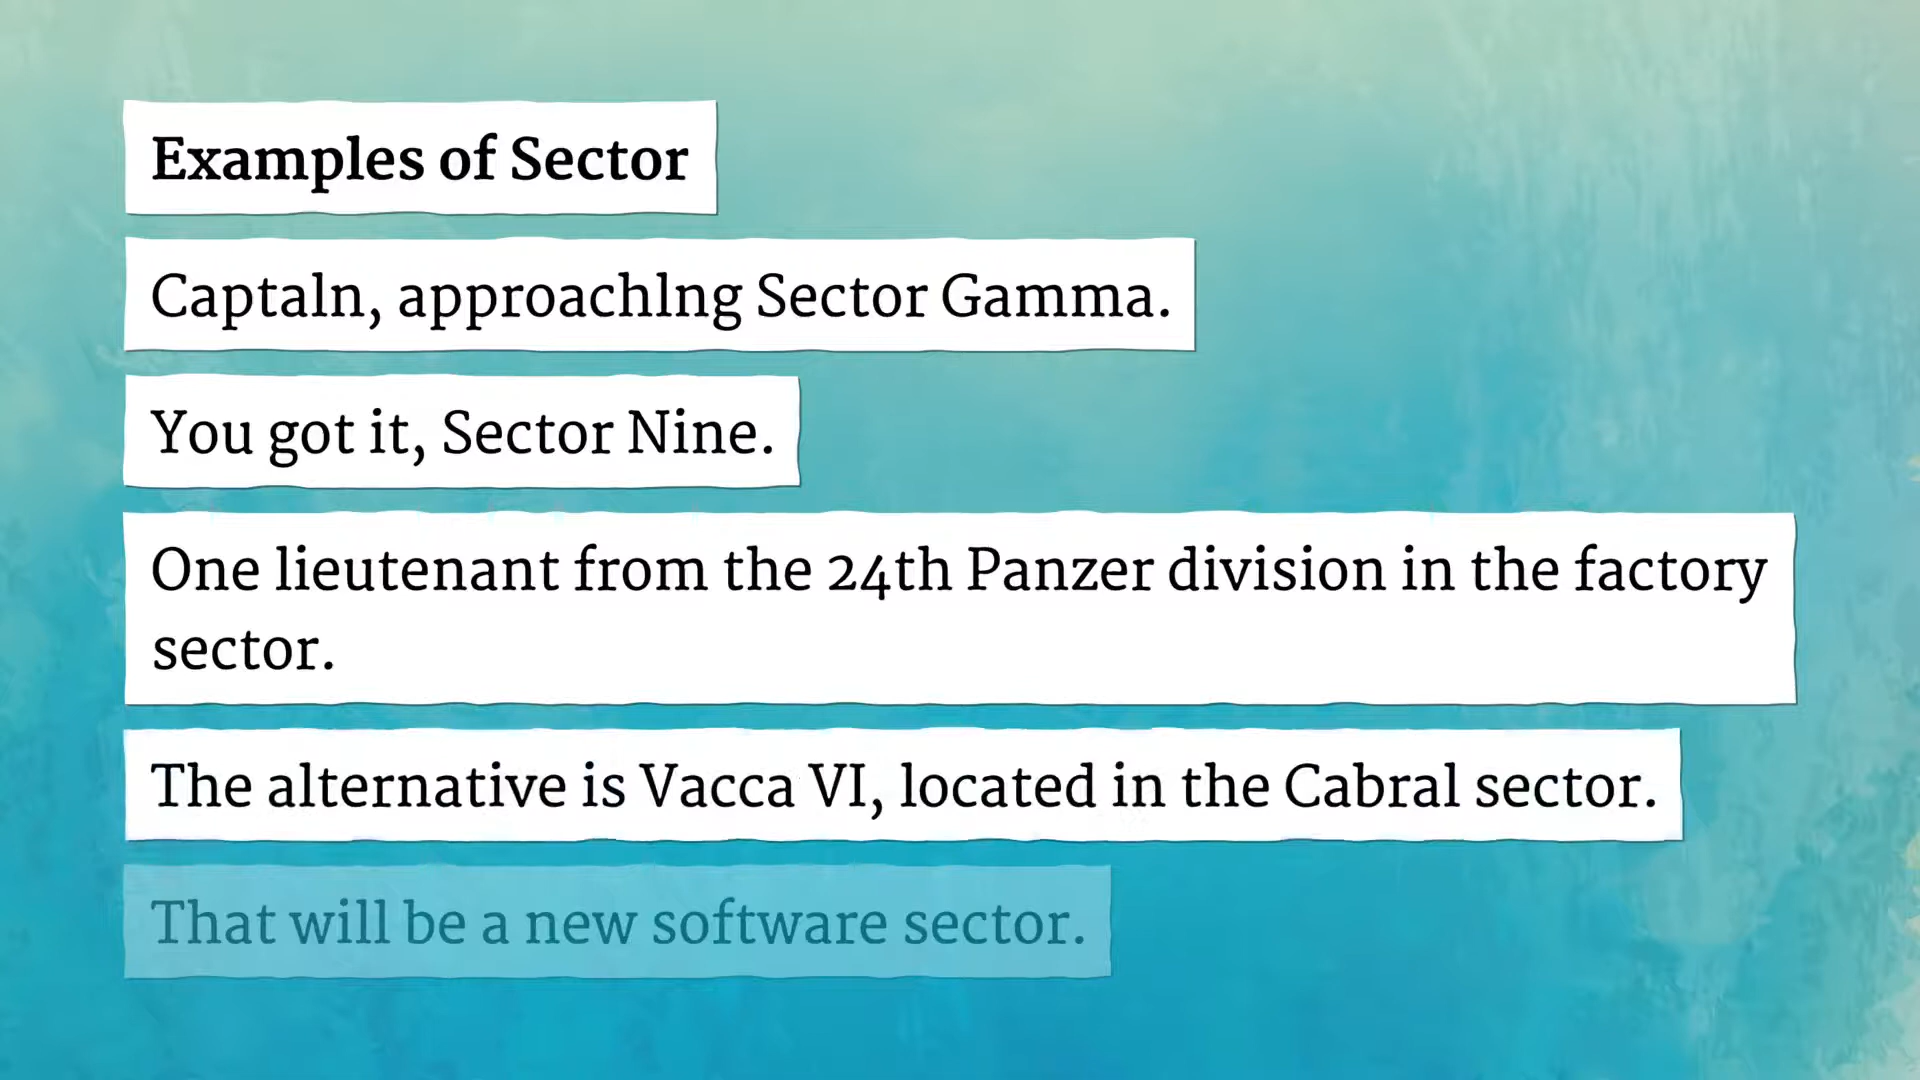 Examples of Sector
Captaln, approachlng Sector Gamma.
You got it, Sector Nine.
One lieutenant from the 24th Panzer division in the factory
sector.
The alternative is Vacca VI, located in the Cabral sector.
That will be a new software sector.